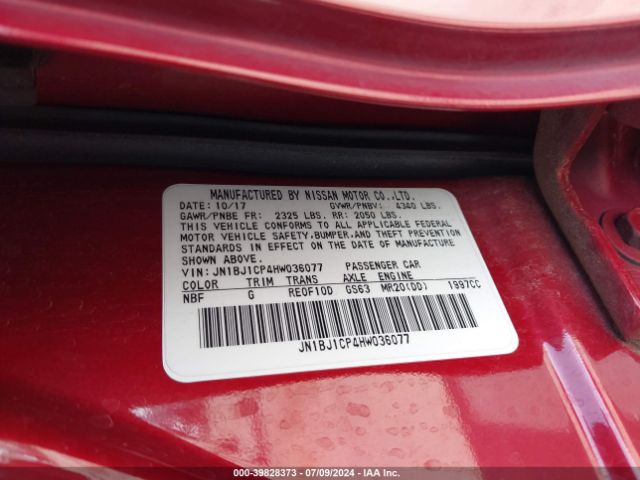 MANUFACTURED BY NISSAN MOTOR CO.,LTD.
DATE: 10/17 GVWR/PNBV: 4340 LBS.
GAWR/PNBE FR: 2325 LBS. RR: 2050 LBS.
THIS VEHICLE CONFORMS TO ALL APPLICABLE FEDERAL
MOTOR VEHICLE SAFETY,BUMPER,AND THEFT PREVENTION
STANDARDS IN EFFECT ON THE DATE OF MANUFACTURE
SHOWN ABOVE.
VIN: JN1BJ1CP4HW036077 PASSENGER CAR
COLOR TRIM TRANS AXLE ENGINE
NBF G RE0F10D GS63 MR20(DD) 1997CC
JN1BJ1CP4HW036077
000-39828373 | 07/09/2024 - IAA Inc.